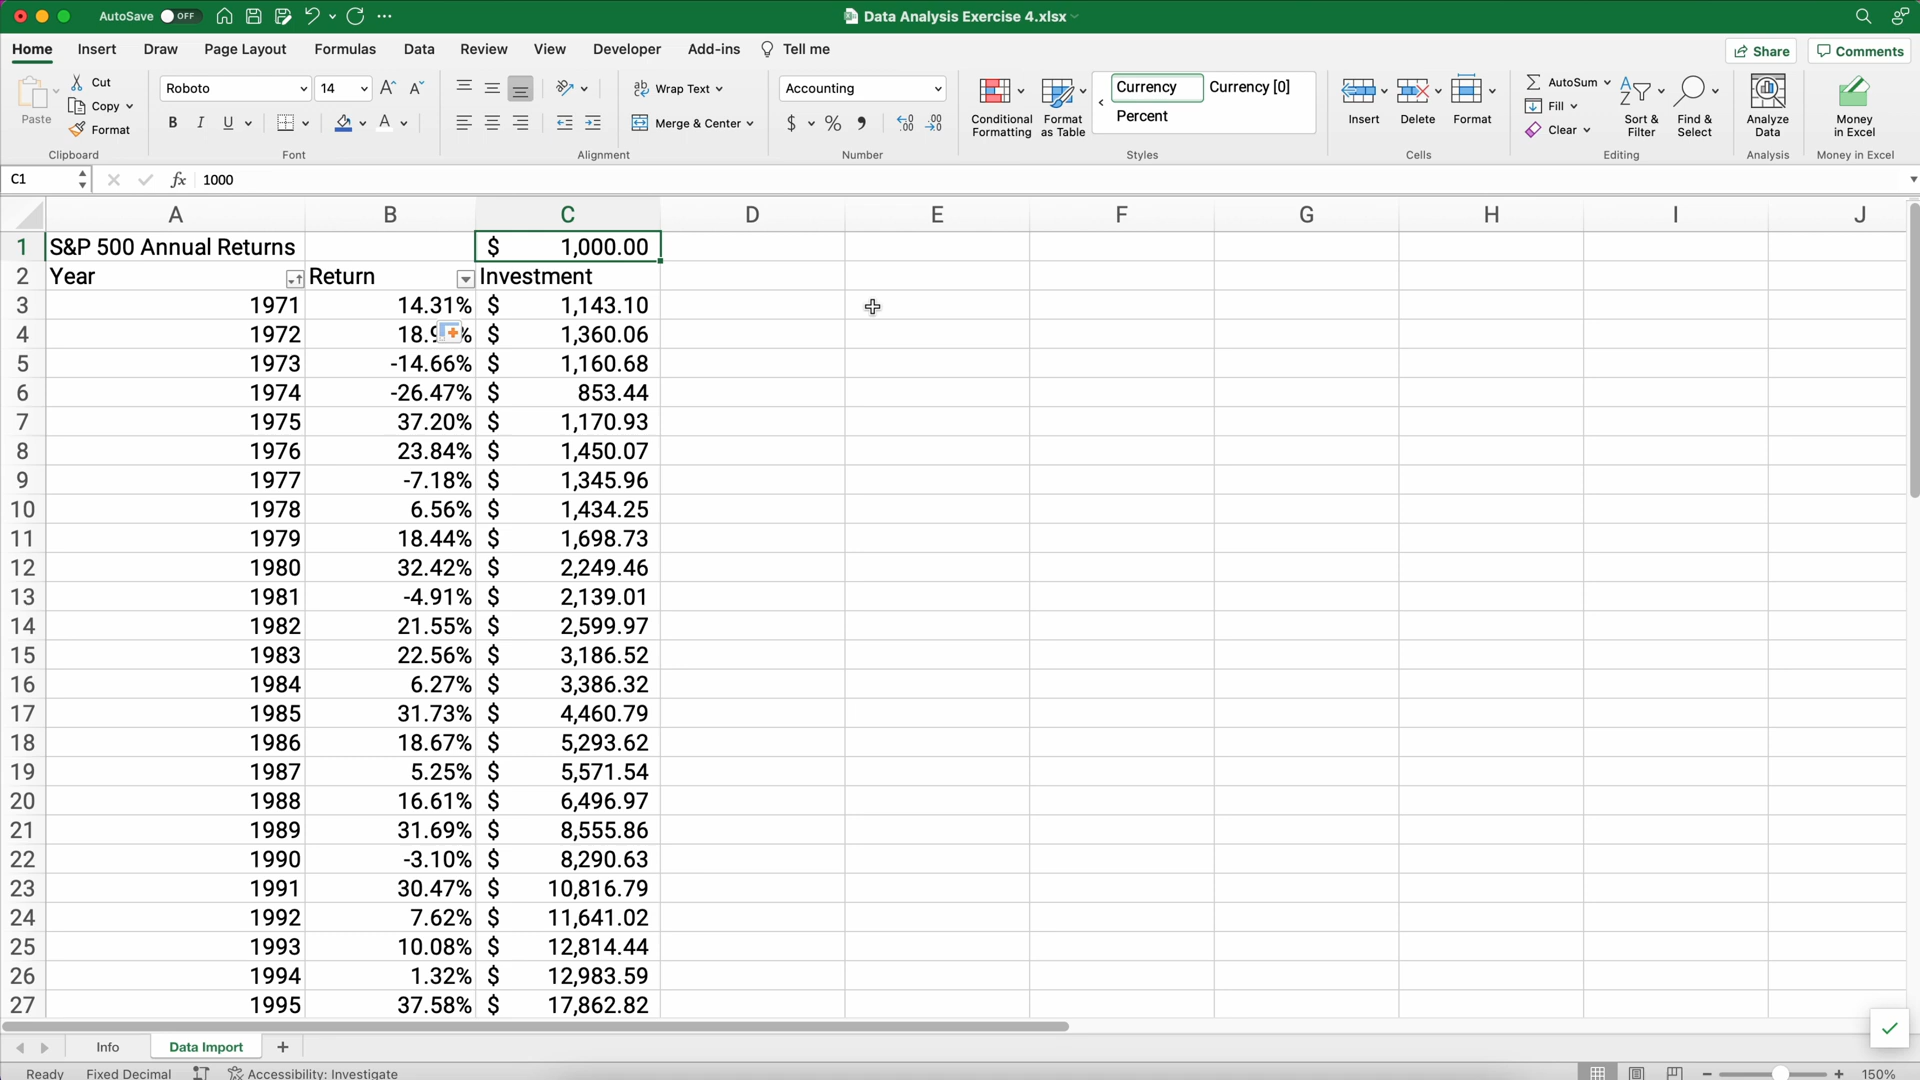 AutoSave OFF Data Analysis Exercise 4.xlsx
Home Insert Draw Page Layout Formulas Data Review View Developer Add-ins Tell me Share Comments
Paste Cut Copy Format Clipboard
Roboto 14 B I U A Font
Wrap Text Merge & Center Alignment
Accounting $ % Number
Conditional Formatting Format as Table Currency Currency [0] Percent Styles
Insert Delete Format Cells
AutoSum Fill Clear Sort & Filter Find & Select Editing
Analyze Data Analysis
Money in Excel Money in Excel
C1 fx 1000
A B C D E F G H I J
1 S&P 500 Annual Returns $ 1,000.00
2 Year Return Investment
3 1971 14.31% $ 1,143.10
4 1972 % $ 1,360.06
5 1973 -14.66% $ 1,160.68
6 1974 -26.47% $ 853.44
7 1975 37.20% $ 1,170.93
8 1976 23.84% $ 1,450.07
9 1977 -7.18% $ 1,345.96
10 1978 6.56% $ 1,434.25
11 1979 18.44% $ 1,698.73
12 1980 32.42% $ 2,249.46
13 1981 -4.91% $ 2,139.01
14 1982 21.55% $ 2,599.97
15 1983 22.56% $ 3,186.52
16 1984 6.27% $ 3,386.32
17 1985 31.73% $ 4,460.79
18 1986 18.67% $ 5,293.62
19 1987 5.25% $ 5,571.54
20 1988 16.61% $ 6,496.97
21 1989 31.69% $ 8,555.86
22 1990 -3.10% $ 8,290.63
23 1991 30.47% $ 10,816.79
24 1992 7.62% $ 11,641.02
25 1993 10.08% $ 12,814.44
26 1994 1.32% $ 12,983.59
27 1995 37.58% $ 17,862.82
Info Data Import
Ready Fixed Decimal Accessibility: Investigate 150%